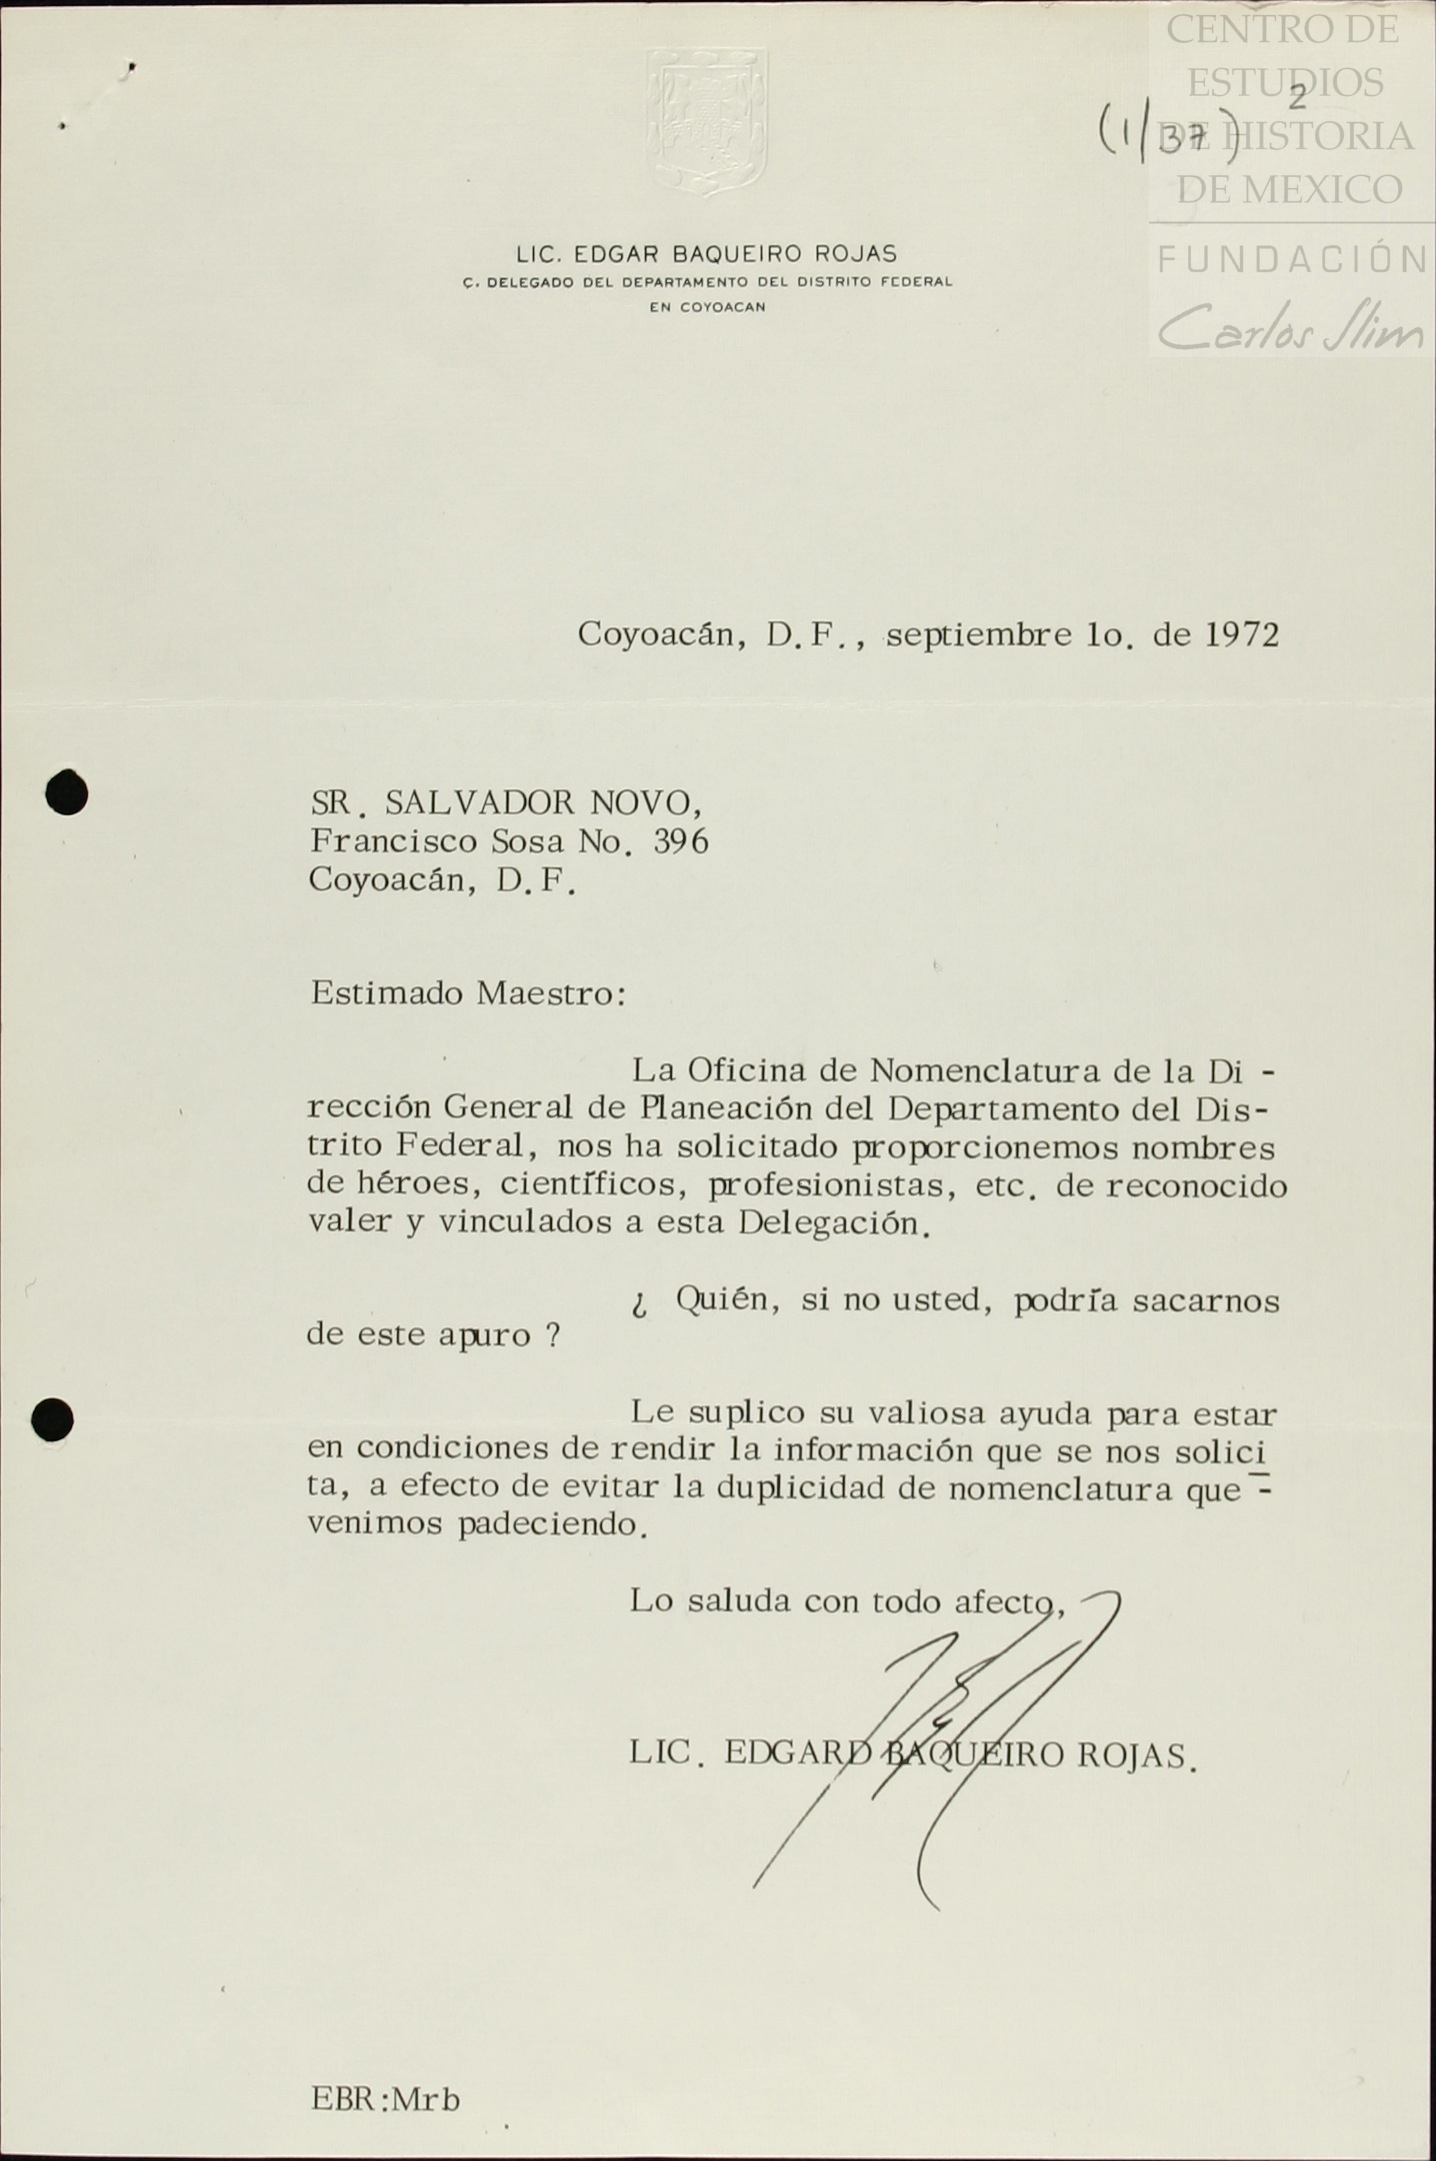 CENTRO DE
ESTUDIOS
DE HISTORIA
DE MEXICO
FUNDACIÓN
Carlos Slim
2
(1/37)
LIC. EDGAR BAQUEIRO ROJAS
C. DELEGADO DEL DEPARTAMENTO DEL DISTRITO FEDERAL
EN COYOACAN
Coyoacán, D.F., septiembre 1o. de 1972
SR. SALVADOR NOVO,
Francisco Sosa No. 396
Coyoacán, D.F.
Estimado Maestro:
La Oficina de Nomenclatura de la Di -
rección General de Planeación del Departamento del Dis-
trito Federal, nos ha solicitado proporcionemos nombres
de héroes, científicos, profesionistas, etc. de reconocido
valer y vinculados a esta Delegación.
¿ Quién, si no usted, podría sacarnos
de este apuro ?
Le suplico su valiosa ayuda para estar
en condiciones de rendir la información que se nos solici
ta, a efecto de evitar la duplicidad de nomenclatura que -
venimos padeciendo.
Lo saluda con todo afecto,
LIC. EDGARD BAQUEIRO ROJAS.
EBR:Mrb